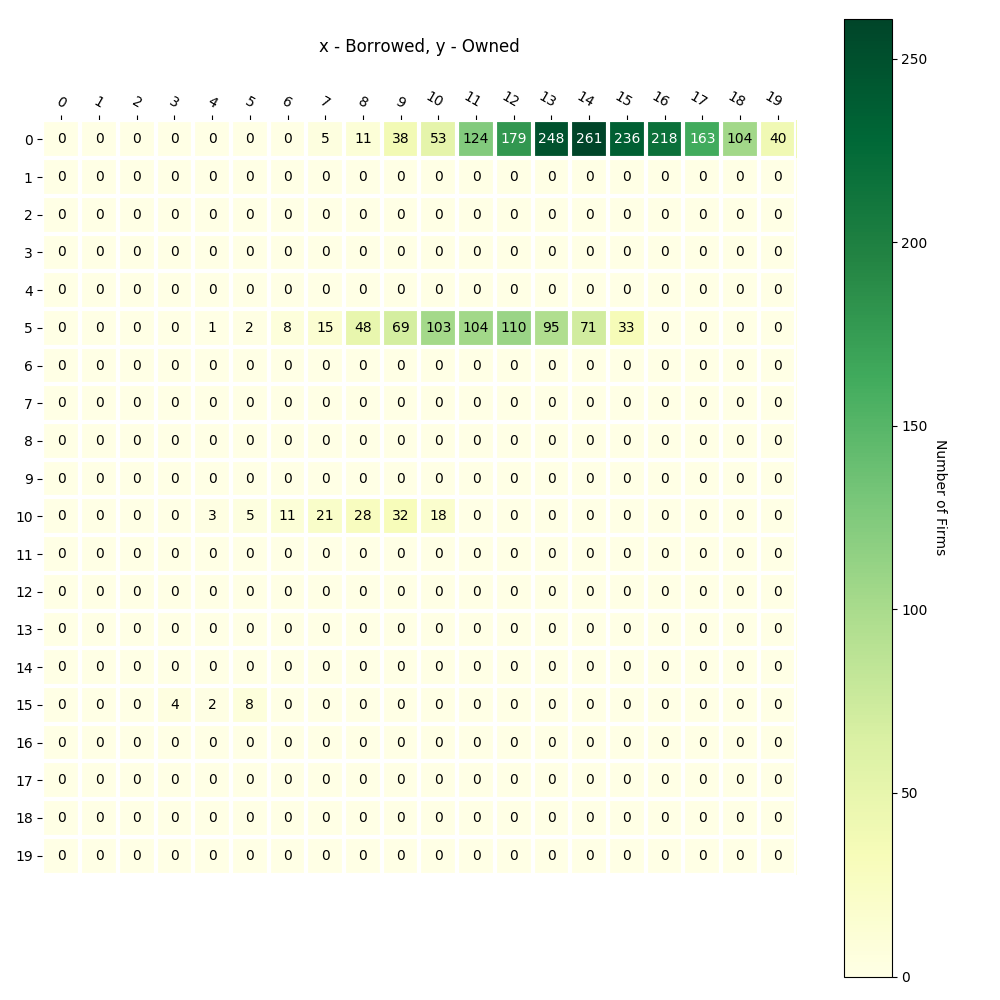 x - Borrowed, y - Owned
0 1 2 3 4 5 6 7 8 9 10 11 12 13 14 15 16 17 18 19
0 0 0 0 0 0 0 0 5 11 38 53 124 179 248 261 236 218 163 104 40
1 0 0 0 0 0 0 0 0 0 0 0 0 0 0 0 0 0 0 0 0
2 0 0 0 0 0 0 0 0 0 0 0 0 0 0 0 0 0 0 0 0
3 0 0 0 0 0 0 0 0 0 0 0 0 0 0 0 0 0 0 0 0
4 0 0 0 0 0 0 0 0 0 0 0 0 0 0 0 0 0 0 0 0
5 0 0 0 0 1 2 8 15 48 69 103 104 110 95 71 33 0 0 0 0
6 0 0 0 0 0 0 0 0 0 0 0 0 0 0 0 0 0 0 0 0
7 0 0 0 0 0 0 0 0 0 0 0 0 0 0 0 0 0 0 0 0
8 0 0 0 0 0 0 0 0 0 0 0 0 0 0 0 0 0 0 0 0
9 0 0 0 0 0 0 0 0 0 0 0 0 0 0 0 0 0 0 0 0
10 0 0 0 0 3 5 11 21 28 32 18 0 0 0 0 0 0 0 0 0
11 0 0 0 0 0 0 0 0 0 0 0 0 0 0 0 0 0 0 0 0
12 0 0 0 0 0 0 0 0 0 0 0 0 0 0 0 0 0 0 0 0
13 0 0 0 0 0 0 0 0 0 0 0 0 0 0 0 0 0 0 0 0
14 0 0 0 0 0 0 0 0 0 0 0 0 0 0 0 0 0 0 0 0
15 0 0 0 4 2 8 0 0 0 0 0 0 0 0 0 0 0 0 0 0
16 0 0 0 0 0 0 0 0 0 0 0 0 0 0 0 0 0 0 0 0
17 0 0 0 0 0 0 0 0 0 0 0 0 0 0 0 0 0 0 0 0
18 0 0 0 0 0 0 0 0 0 0 0 0 0 0 0 0 0 0 0 0
19 0 0 0 0 0 0 0 0 0 0 0 0 0 0 0 0 0 0 0 0
250
200
150
100
50
0
Number of Firms